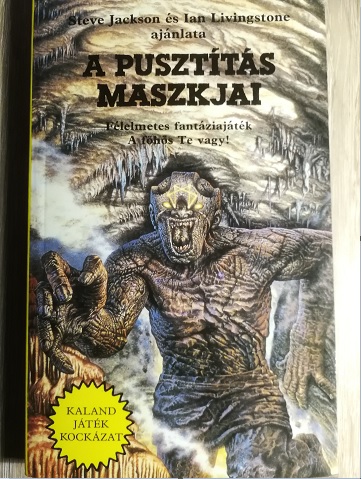 Steve Jackson és Ian Livingstone
ajánlata
A PUSZTÍTÁS
MASZKJAI
Félelmetes fantáziajáték
A főhős Te vagy!
KALAND
JÁTÉK
KOCKÁZAT